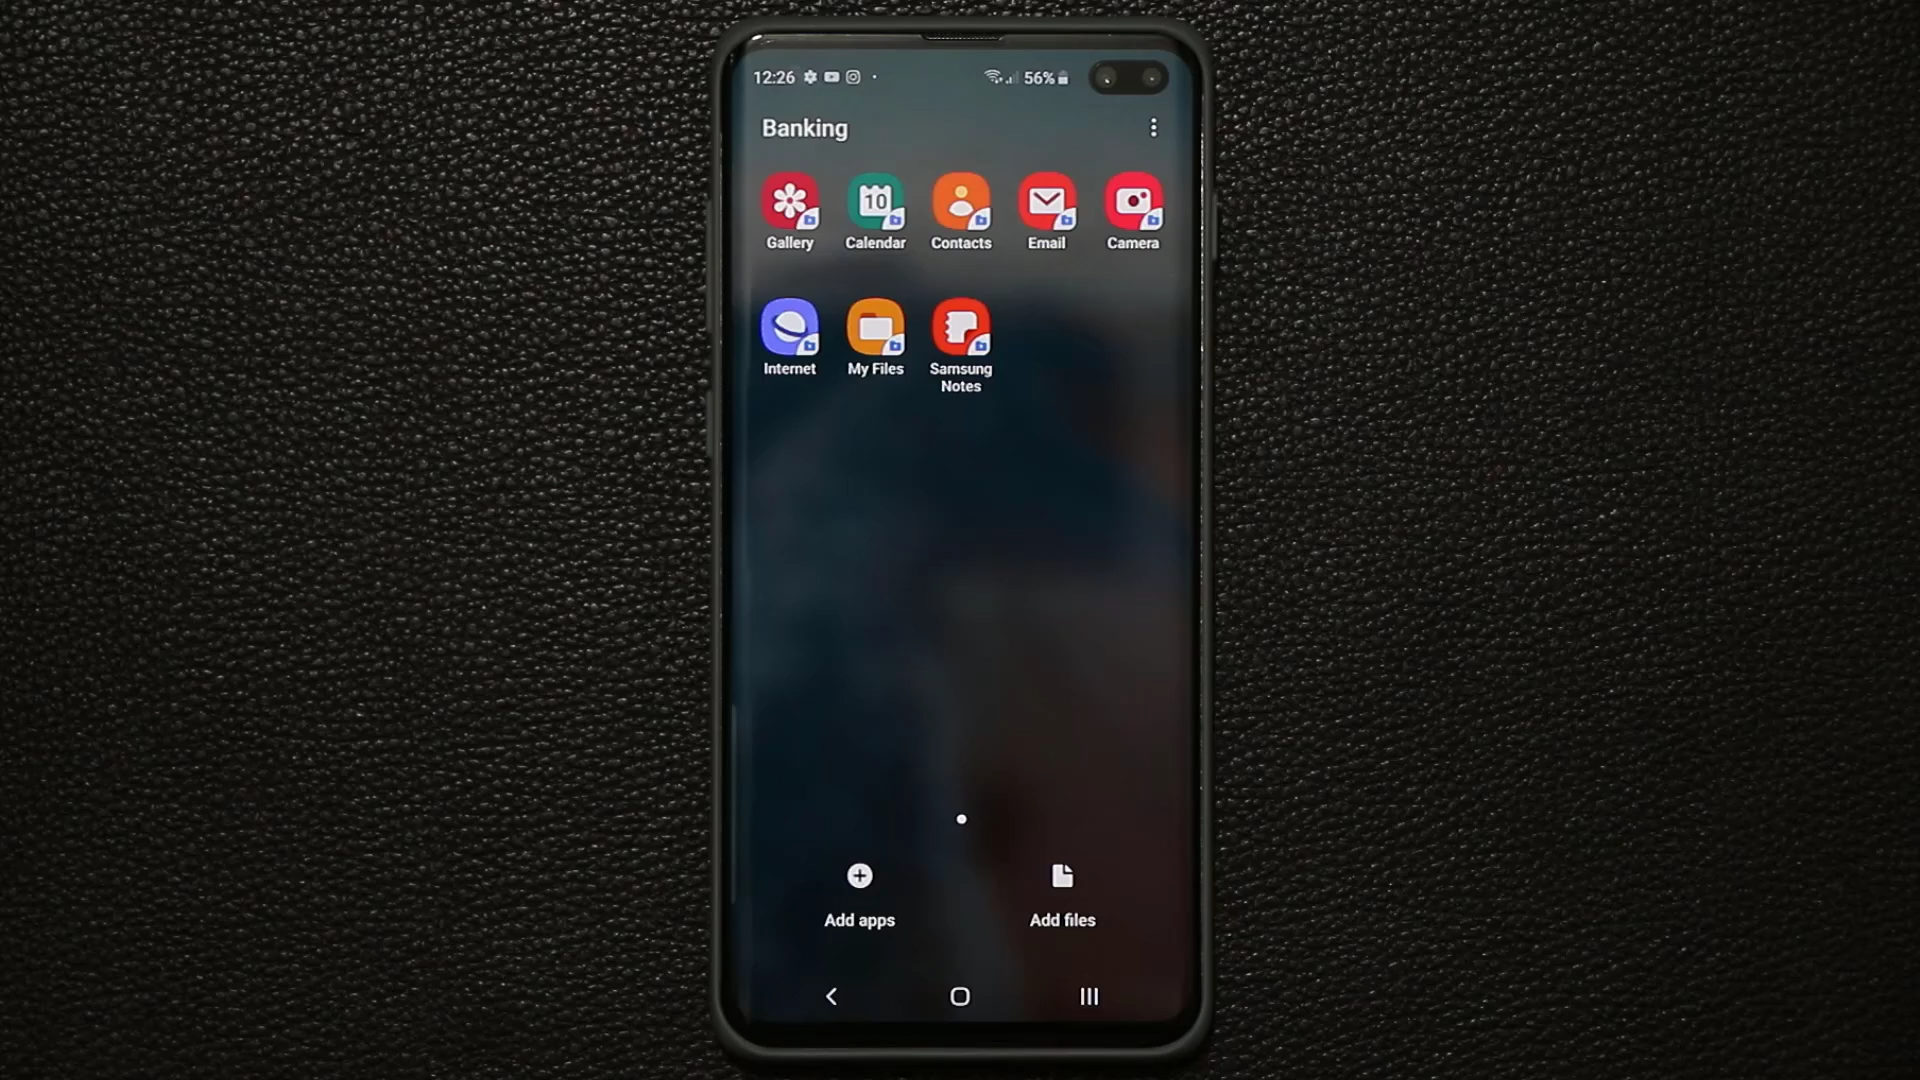 12:26 56%
Banking
10
Gallery Calendar Contacts Email Camera
Internet My Files Samsung
Notes
Add apps Add files